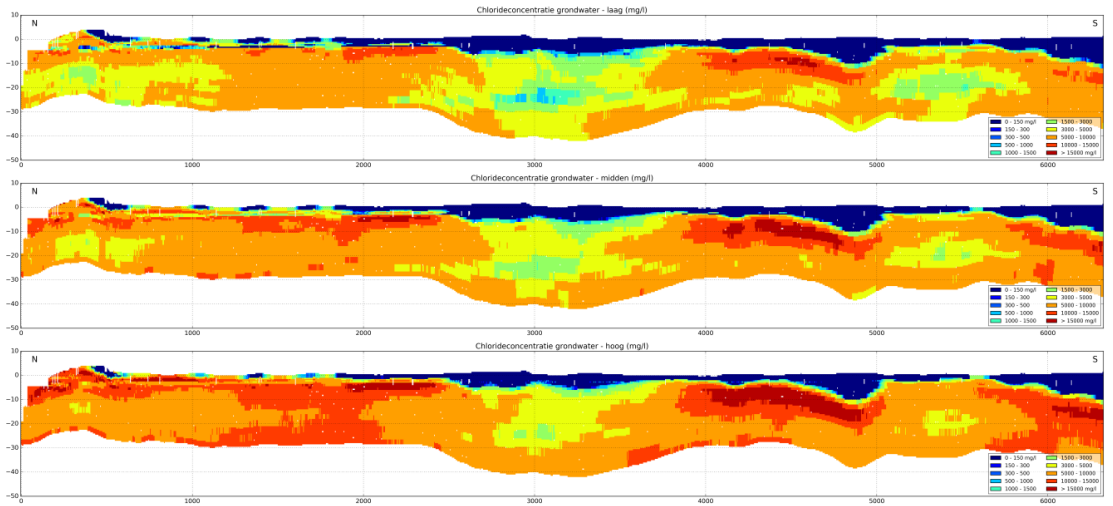 Chlorideconcentratie grondwater - laag (mg/l)
10
N
S
0
−10
−20
−30
−40
−50
0 - 150 mg/l
1500 - 3000
150 - 300
3000 - 5000
300 - 500
5000 - 10000
500 - 1000
10000 - 15000
1000 - 1500
> 15000 mg/l
0
1000
2000
3000
4000
5000
6000
Chlorideconcentratie grondwater - midden (mg/l)
10
N
S
0
−10
−20
−30
−40
−50
0 - 150 mg/l
1500 - 3000
150 - 300
3000 - 5000
300 - 500
5000 - 10000
500 - 1000
10000 - 15000
1000 - 1500
> 15000 mg/l
0
1000
2000
3000
4000
5000
6000
Chlorideconcentratie grondwater - hoog (mg/l)
10
N
S
0
−10
−20
−30
−40
−50
0 - 150 mg/l
1500 - 3000
150 - 300
3000 - 5000
300 - 500
5000 - 10000
500 - 1000
10000 - 15000
1000 - 1500
> 15000 mg/l
0
1000
2000
3000
4000
5000
6000